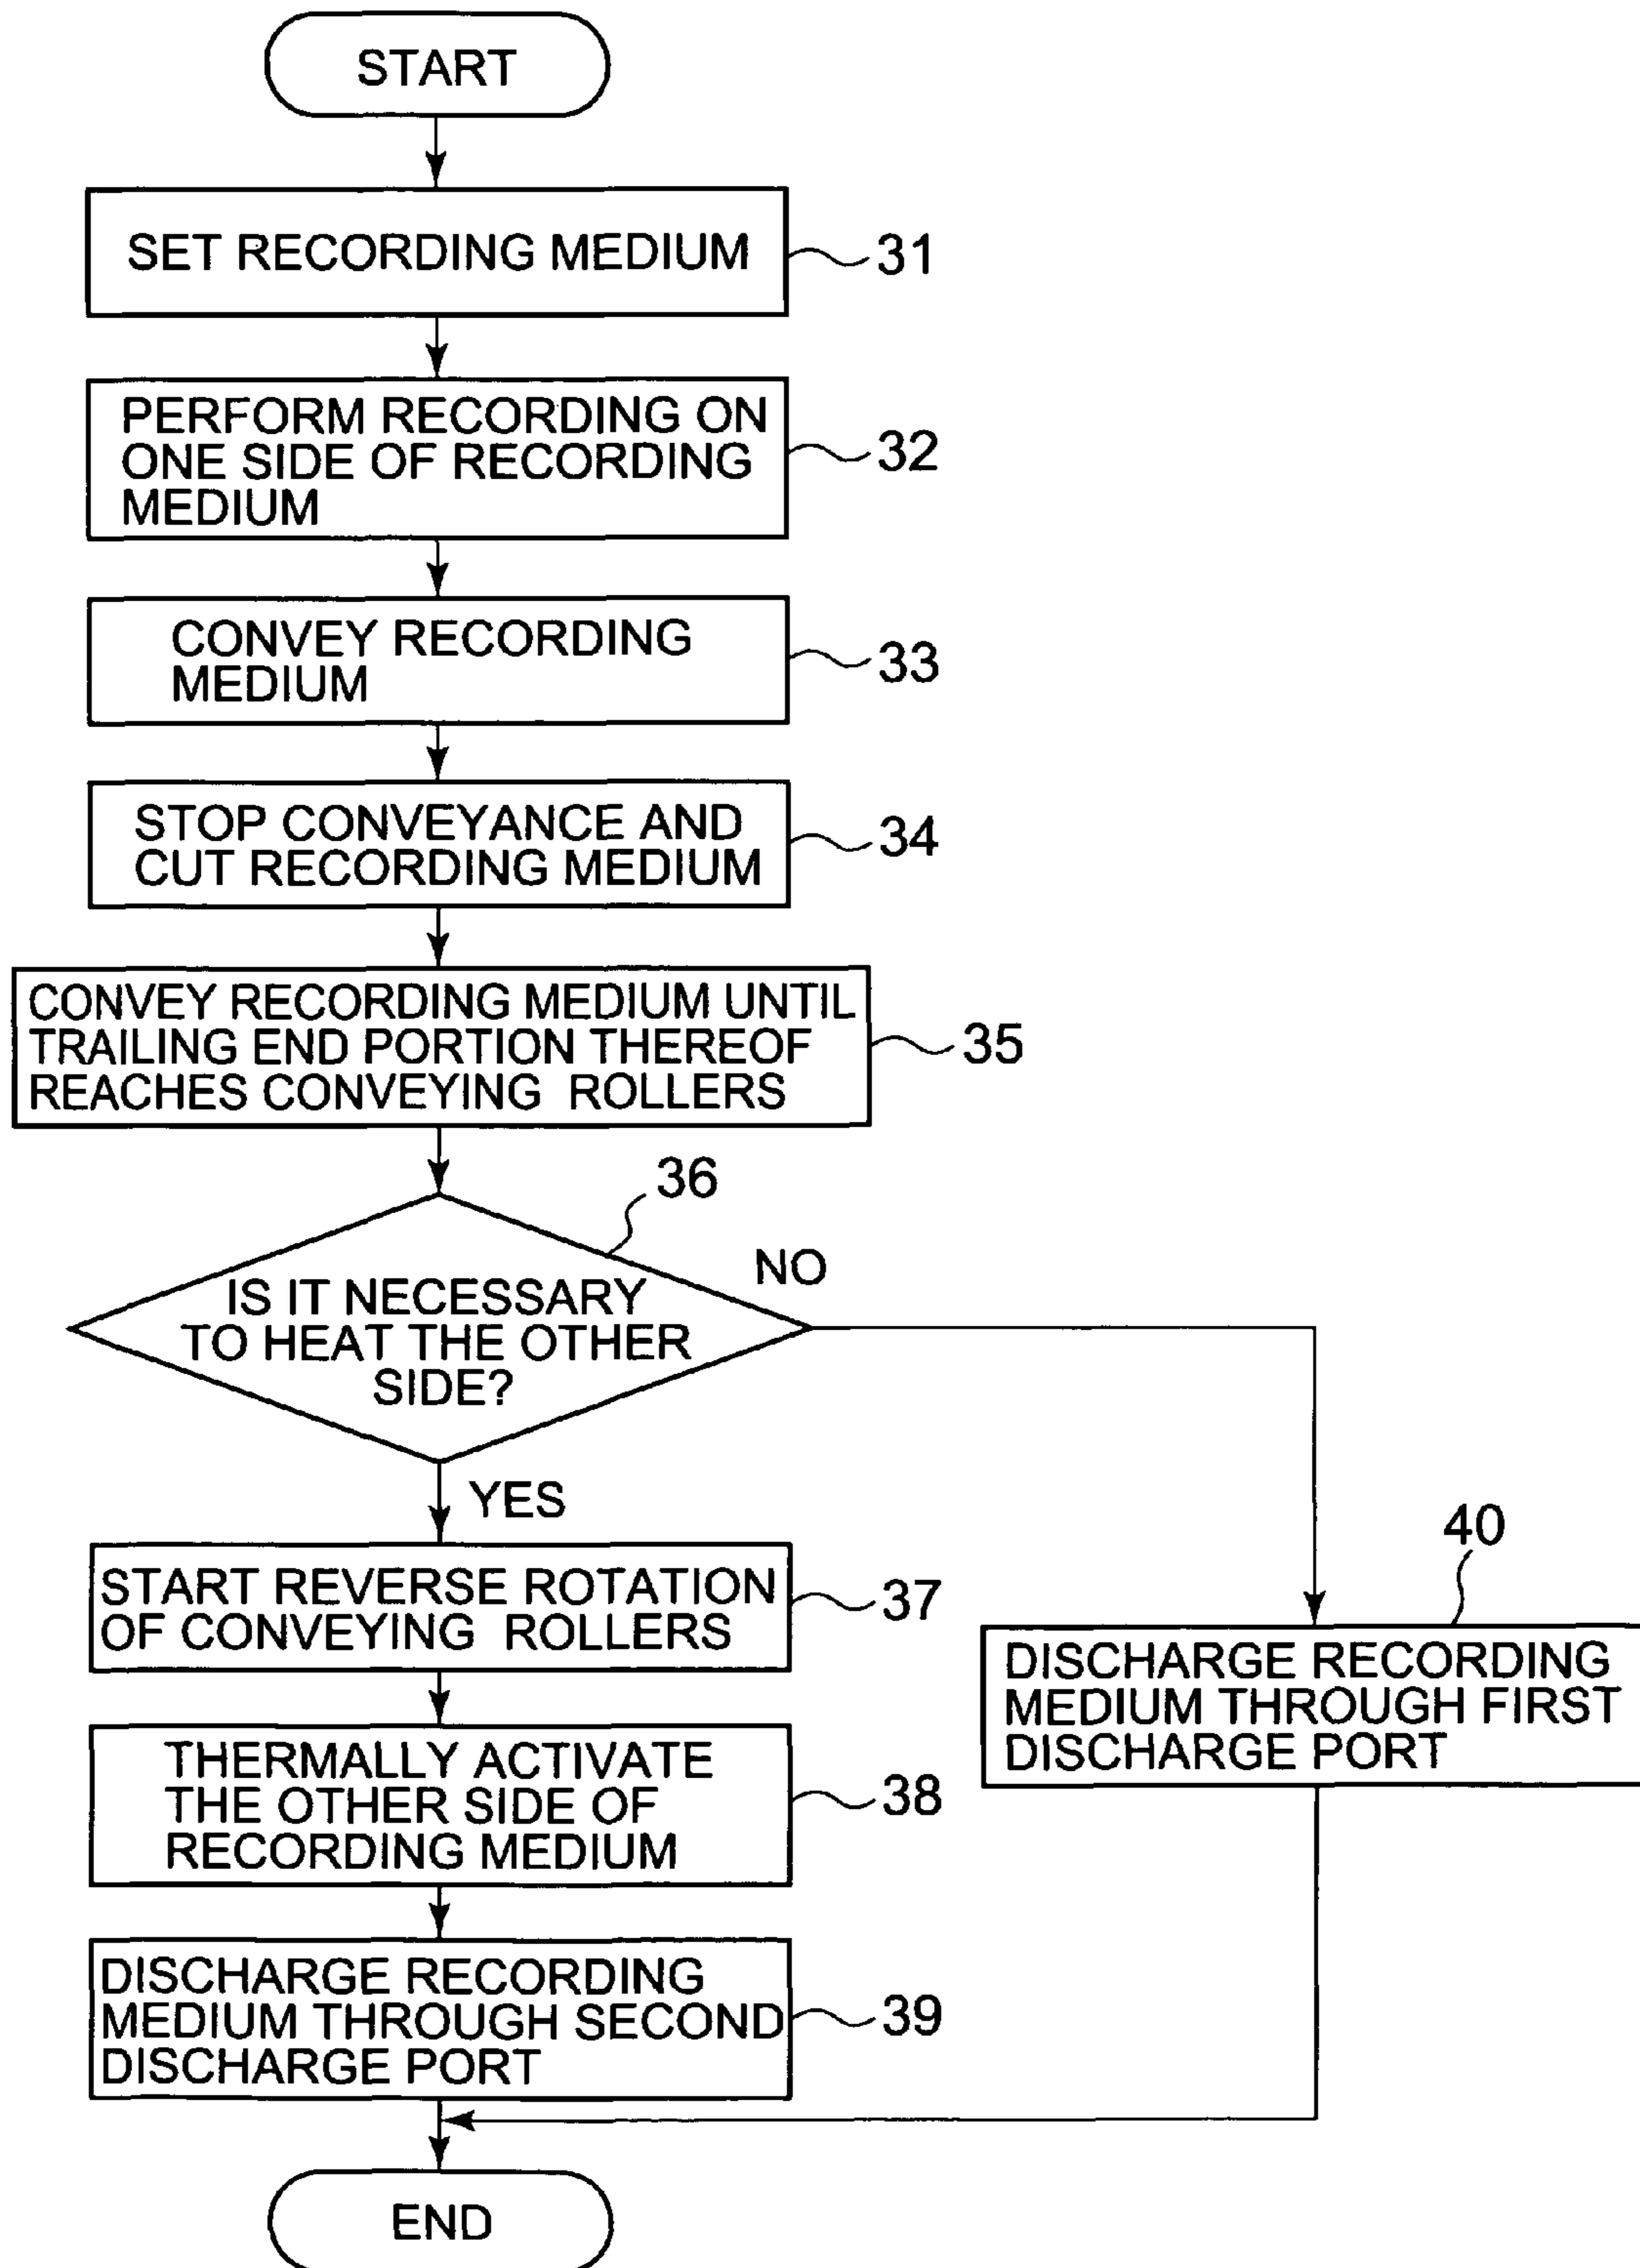 START
SET RECORDING MEDIUM
31
PERFORM RECORDING ON
ONE SIDE OF RECORDING
MEDIUM
32
CONVEY RECORDING
MEDIUM
33
STOP CONVEYANCE AND
CUT RECORDING MEDIUM
34
CONVEY RECORDING MEDIUM UNTIL
TRAILING END PORTION THEREOF
REACHES CONVEYING ROLLERS
35
36
IS IT NECESSARY
TO HEAT THE OTHER
SIDE?
NO
YES
START REVERSE ROTATION
OF CONVEYING ROLLERS
37
THERMALLY ACTIVATE
THE OTHER SIDE OF
RECORDING MEDIUM
38
DISCHARGE RECORDING
MEDIUM THROUGH SECOND
DISCHARGE PORT
39
40
DISCHARGE RECORDING
MEDIUM THROUGH FIRST
DISCHARGE PORT
END